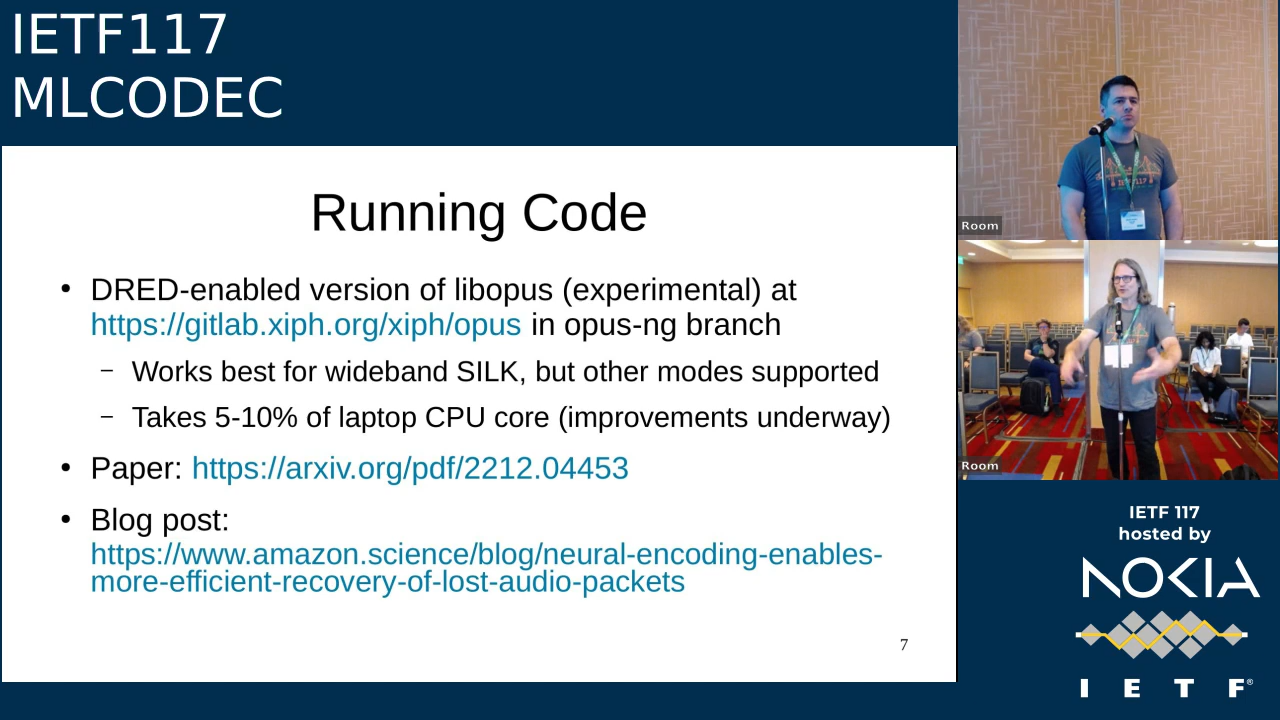 IETF117
MLCODEC
Running Code
• DRED-enabled version of libopus (experimental) at
https://gitlab.xiph.org/xiph/opus in opus-ng branch
– Works best for wideband SILK, but other modes supported
– Takes 5-10% of laptop CPU core (improvements underway)
• Paper: https://arxiv.org/pdf/2212.04453
• Blog post:
https://www.amazon.science/blog/neural-encoding-enables-
more-efficient-recovery-of-lost-audio-packets
7
Room
Room
IETF 117
hosted by
NOKIA
I E T F®